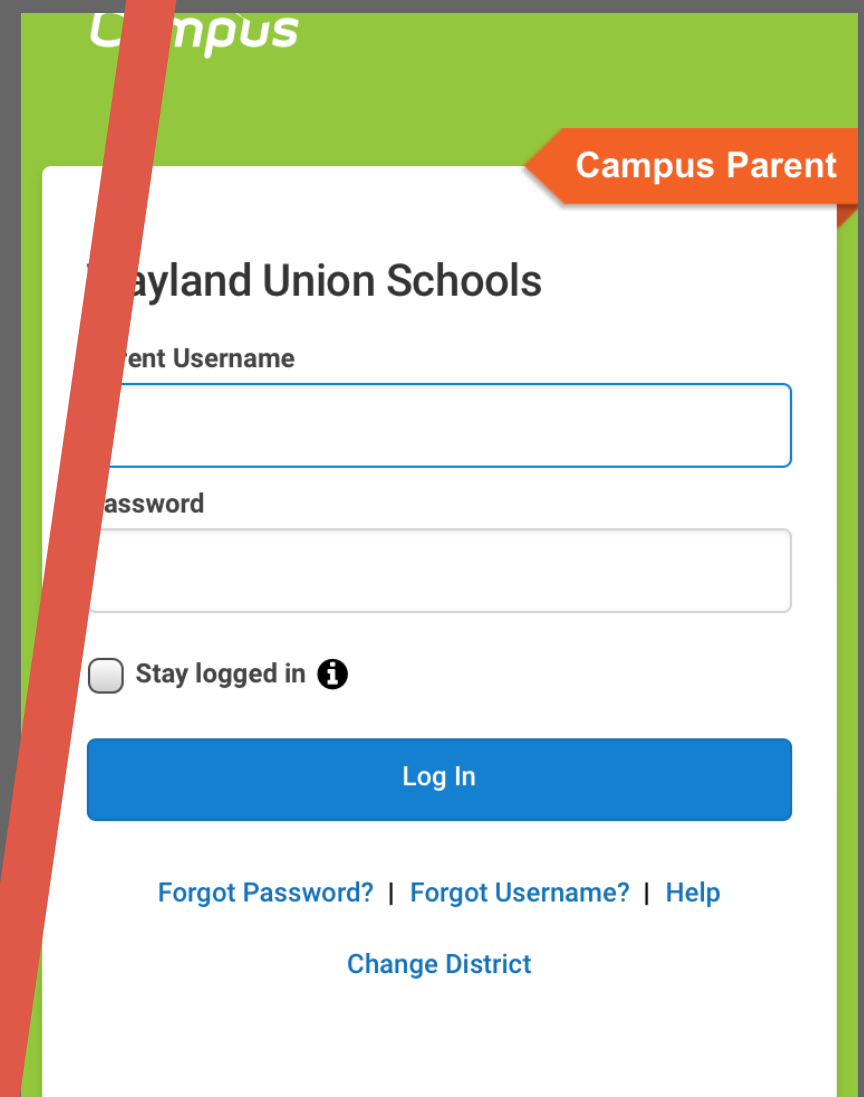 Campus Parent
Union Schools
Username
Stay logged in
Log In
Forgot Password? | Forgot Username? | Help
Change District